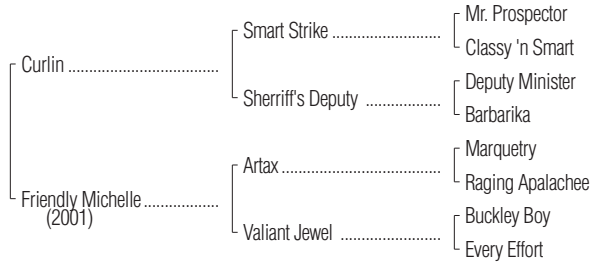 Mr. Prospector
Smart Strike ....................
Classy 'n Smart
Curlin ..................................
Deputy Minister
Sherriff's Deputy ..................
Barbarika
Marquetry
Artax ......................................
Raging Apalachee
Friendly Michelle .................
(2001)
Buckley Boy
Valiant Jewel ........................
Every Effort